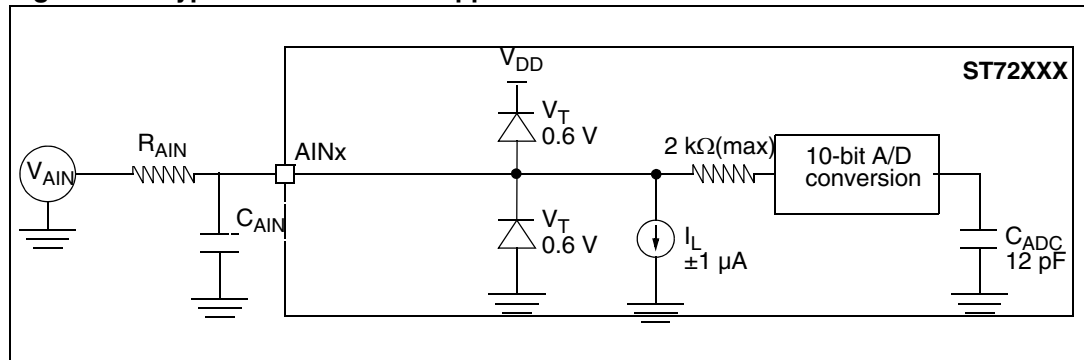 ST72XXX
VDD
VT
0.6 V
RAIN
AINx
2 kΩ(max)
10-bit A/D
conversion
VAIN
CAIN
VT
0.6 V
IL
±1 µA
CADC
12 pF